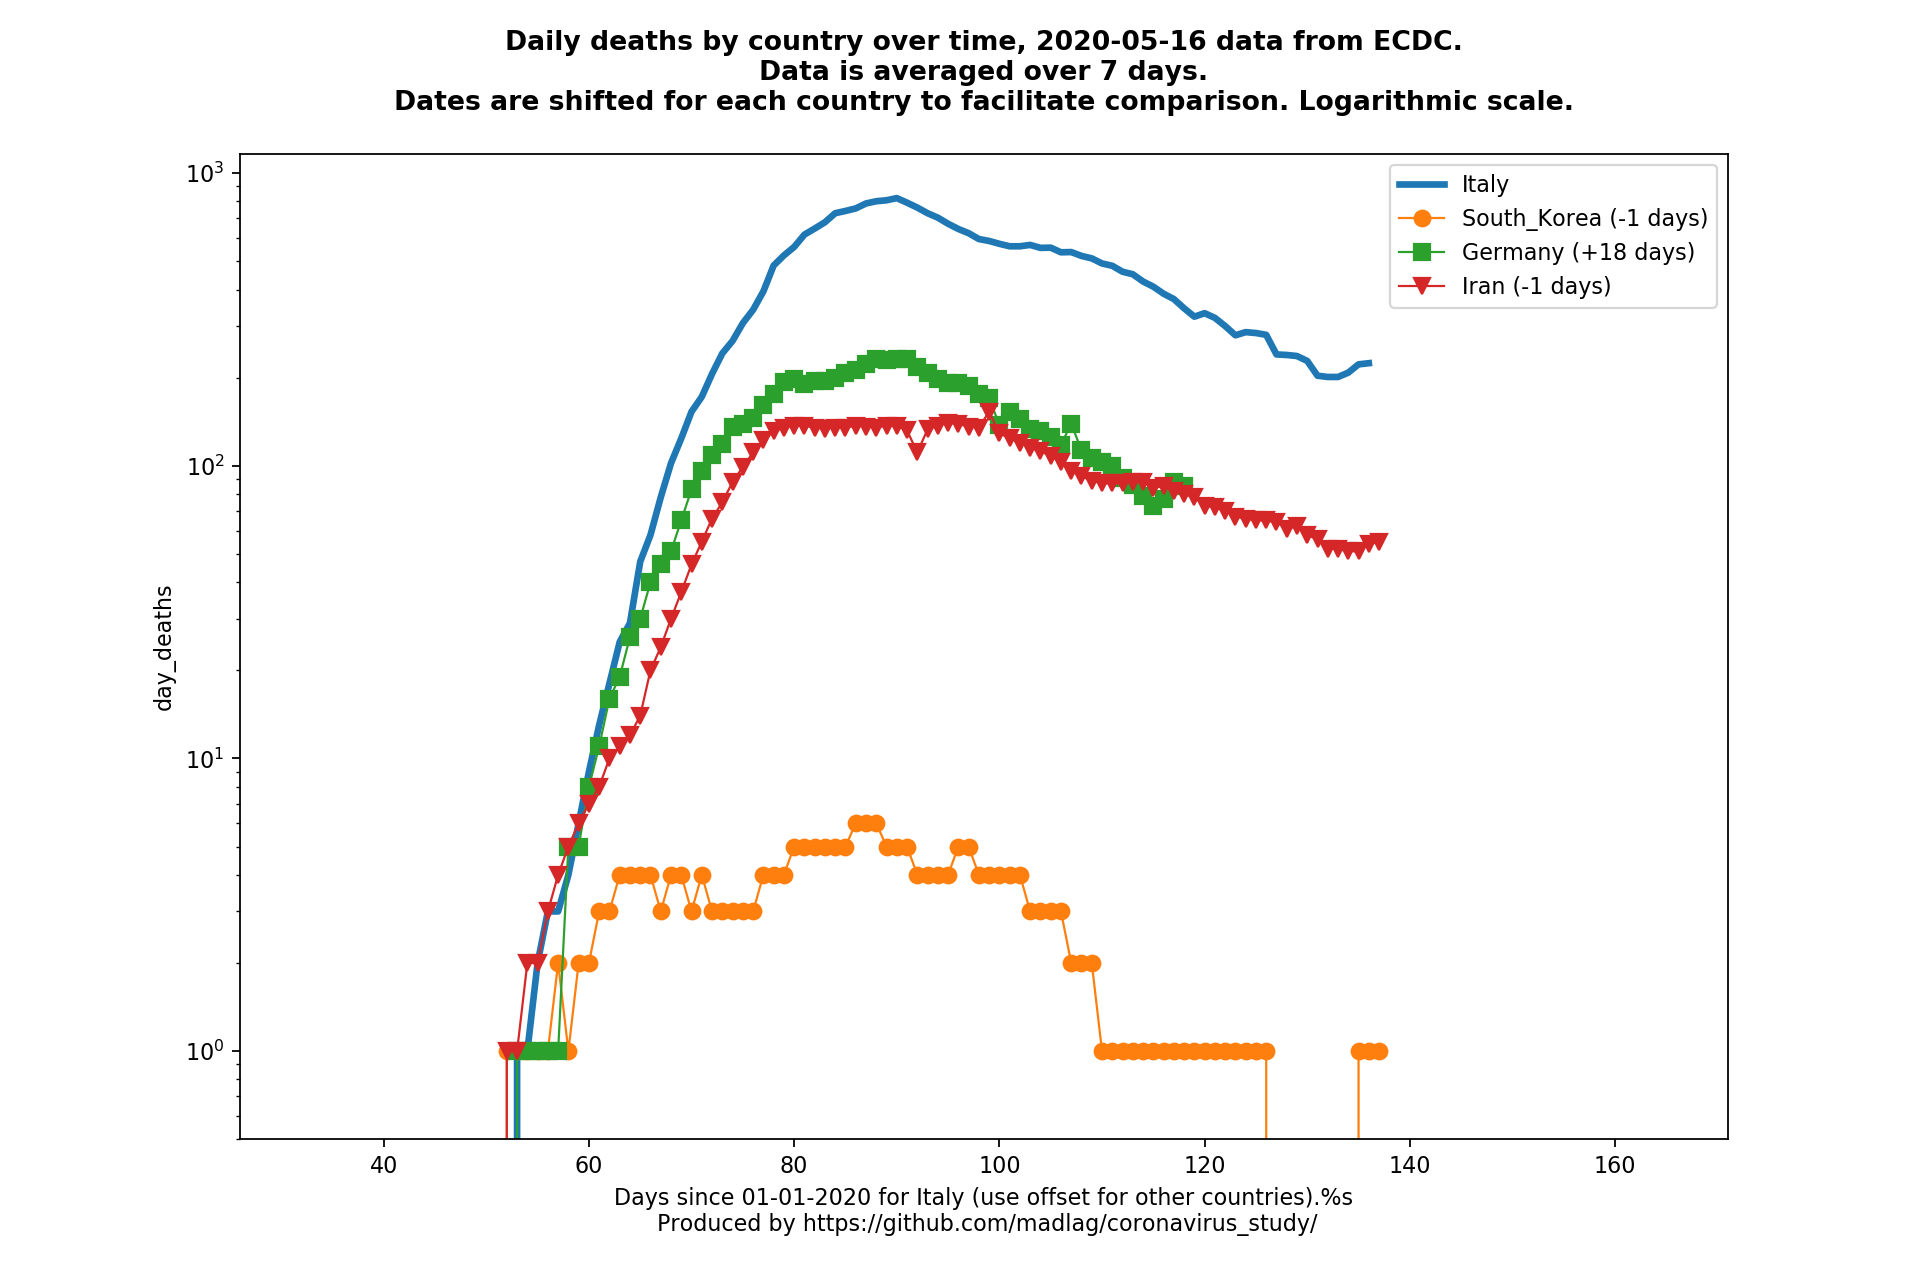 Daily deaths by country over time, 2020-05-16 data from ECDC.
Data is averaged over 7 days.
Dates are shifted for each country to facilitate comparison. Logarithmic scale.
10³
10²
10¹
10⁰
day_deaths
Italy
South_Korea (-1 days)
Germany (+18 days)
Iran (-1 days)
40 60 80 100 120 140 160
Days since 01-01-2020 for Italy (use offset for other countries).%s
Produced by https://github.com/madlag/coronavirus_study/